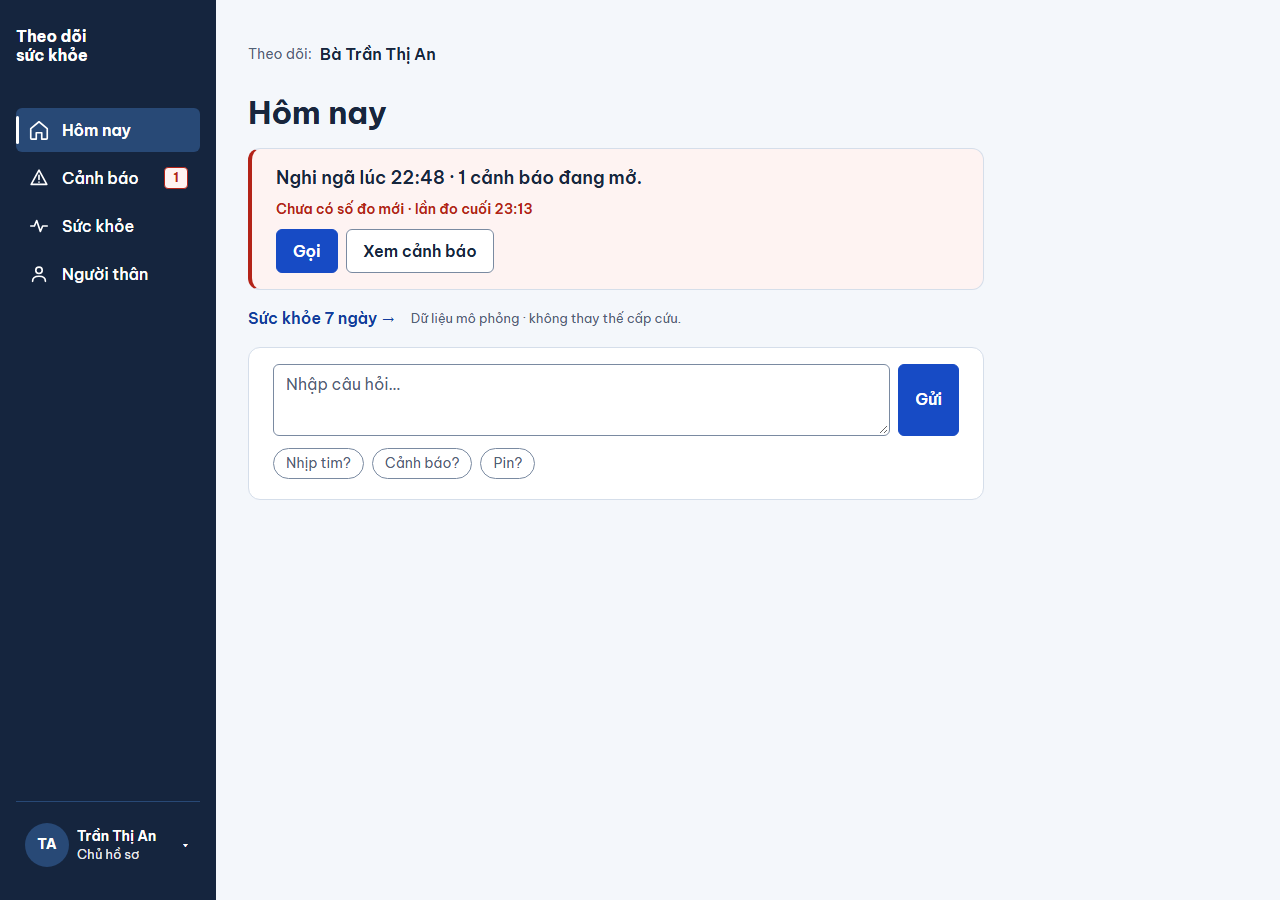 Theo dõi
sức khỏe
Hôm nay
Cảnh báo 1
Sức khỏe
Người thân
TA
Trần Thị An
Chủ hồ sơ
Theo dõi: Bà Trần Thị An
Hôm nay
Nghi ngã lúc 22:48 · 1 cảnh báo đang mở.
Chưa có số đo mới · lần đo cuối 23:13
Gọi
Xem cảnh báo
Sức khỏe 7 ngày → Dữ liệu mô phỏng · không thay thế cấp cứu.
Nhập câu hỏi...
Gửi
Nhịp tim? Cảnh báo? Pin?